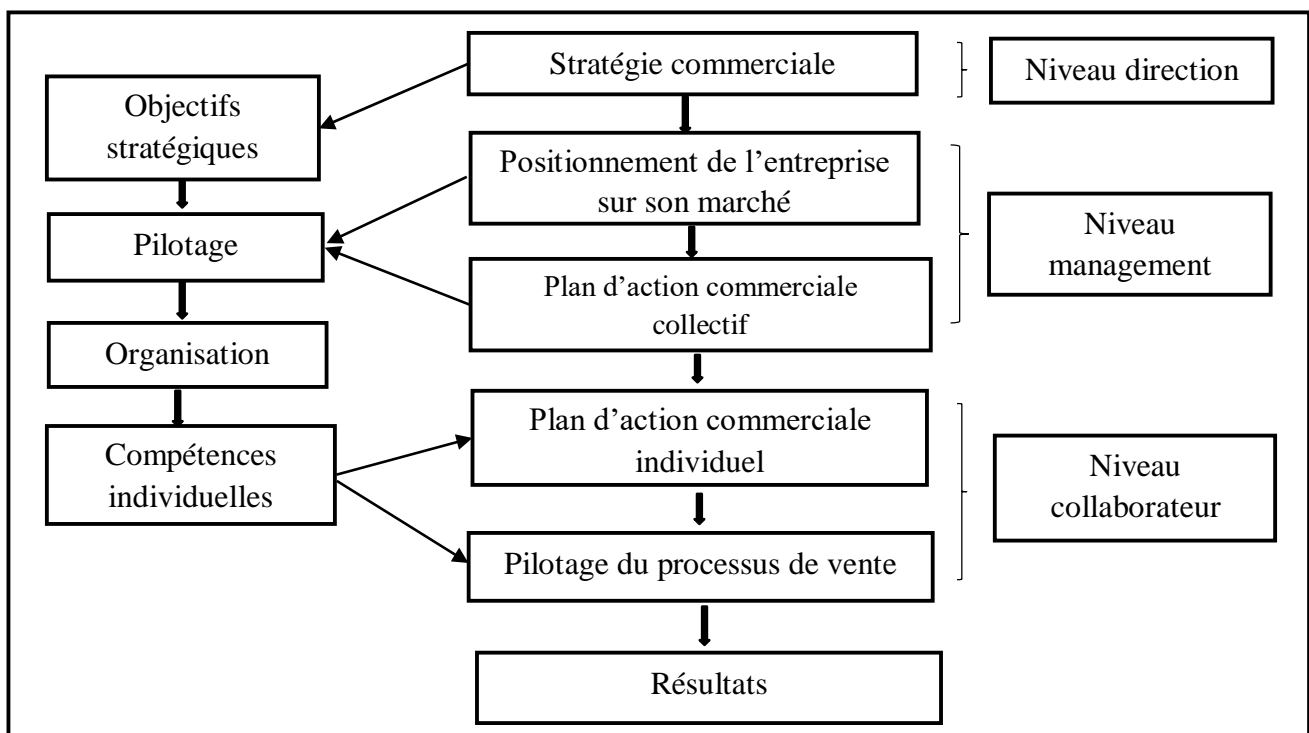 Stratégie commerciale
Niveau direction
Objectifs
stratégiques
Positionnement de l’entreprise
sur son marché
Pilotage
Niveau
management
Plan d’action commerciale
collectif
Organisation
Plan d’action commerciale
individuel
Compétences
individuelles
Niveau
collaborateur
Pilotage du processus de vente
Résultats